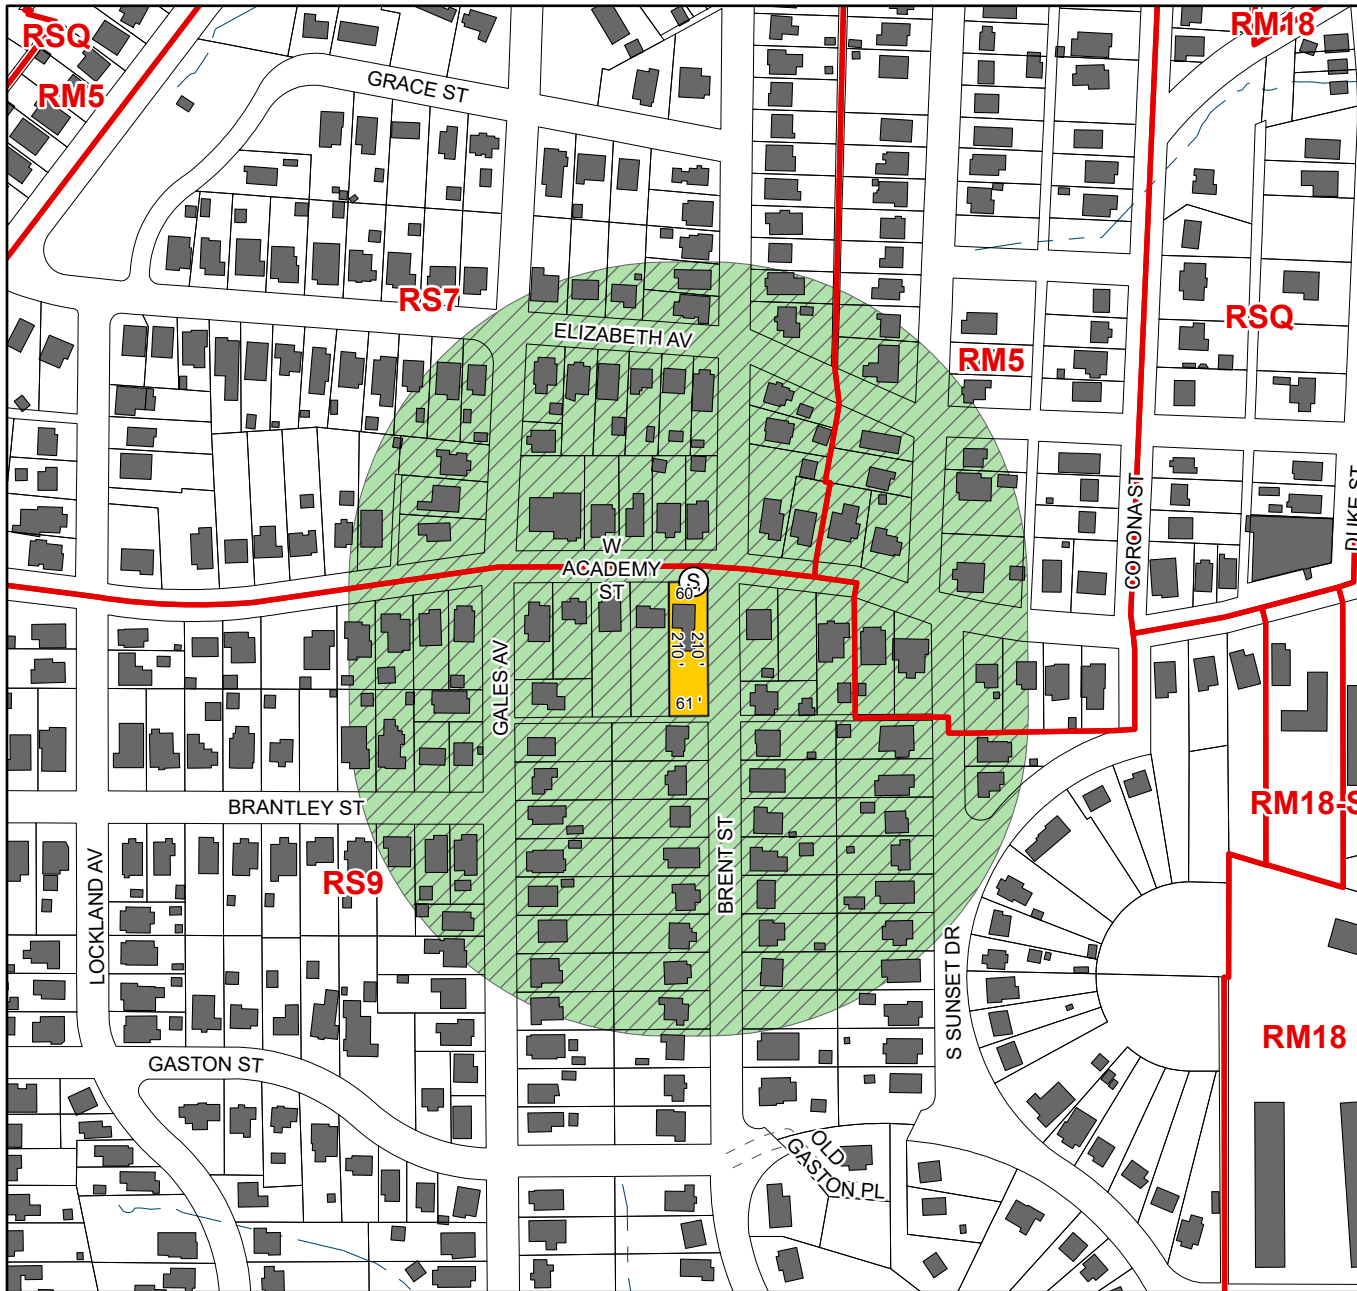 RSQ
RM18
RM5
GRACE ST
RS7
RSQ
ELIZABETH AV
RM5
DUKE ST
CORONA ST
W
ACADEMY
ST
S
60'
210 '
210 '
61 '
GALES AV
BRANTLEY ST
RM18-S
RS9
LOCKLAND AV
BRENT ST
S SUNSET DR
RM18
GASTON ST
OLD
GASTON PL